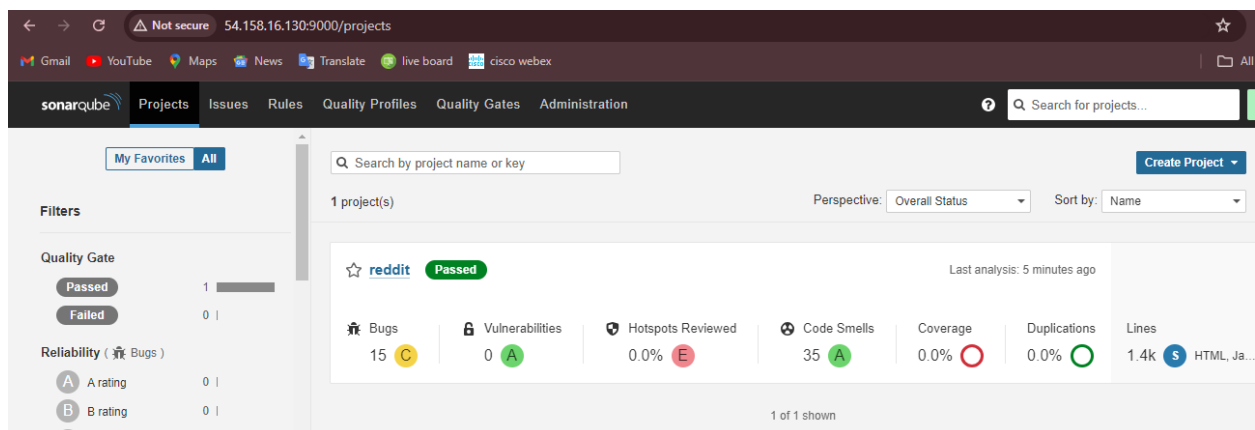 Not secure 54.158.16.130:9000/projects
Gmail YouTube Maps News Translate live board cisco webex All
sonarqube Projects Issues Rules Quality Profiles Quality Gates Administration ? Search for projects...
My Favorites All
Search by project name or key
Create Project
1 project(s)
Perspective: Overall Status Sort by: Name
Filters
Quality Gate
Passed 1
Failed 0
Reliability ( Bugs )
A A rating 0
B B rating 0
reddit Passed Last analysis: 5 minutes ago
Bugs Vulnerabilities Hotspots Reviewed Code Smells Coverage Duplications Lines
15 C 0 A 0.0% E 35 A 0.0% 0.0% 1.4k S HTML, Ja...
1 of 1 shown